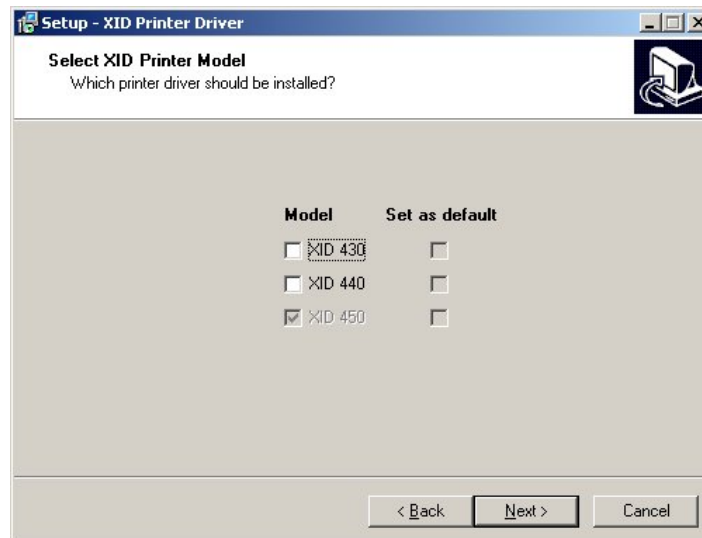 Setup - XID Printer Driver
Select XID Printer Model
Which printer driver should be installed?
Model Set as default
XID 430
XID 440
XID 450
< Back Next > Cancel